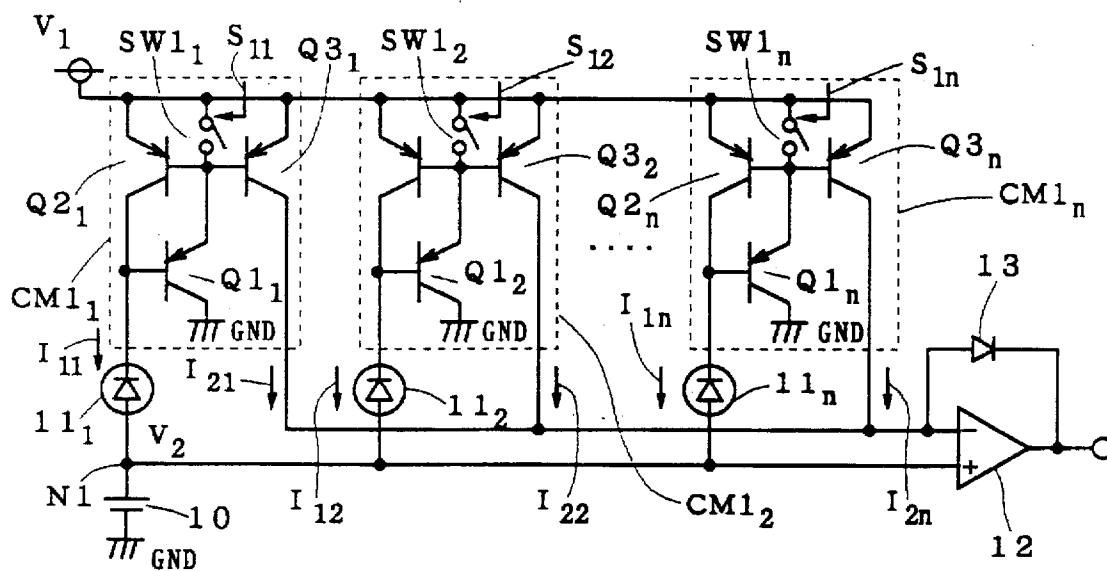 V₁
SW1₁
S₁₁
Q3₁
SW1₂
S₁₂
SW1ₙ
S₁ₙ
Q2₁
Q3₂
Q2ₙ
Q3ₙ
CM1ₙ
.....
CM1₁
Q1₁
Q1₂
Q1ₙ
GND
GND
GND
13
I₁₁
I₂₁
I₁ₙ
11₁
11₂
11ₙ
V₂
N1
10
I₁₂
I₂₂
CM1₂
I₂ₙ
12
GND
−
+